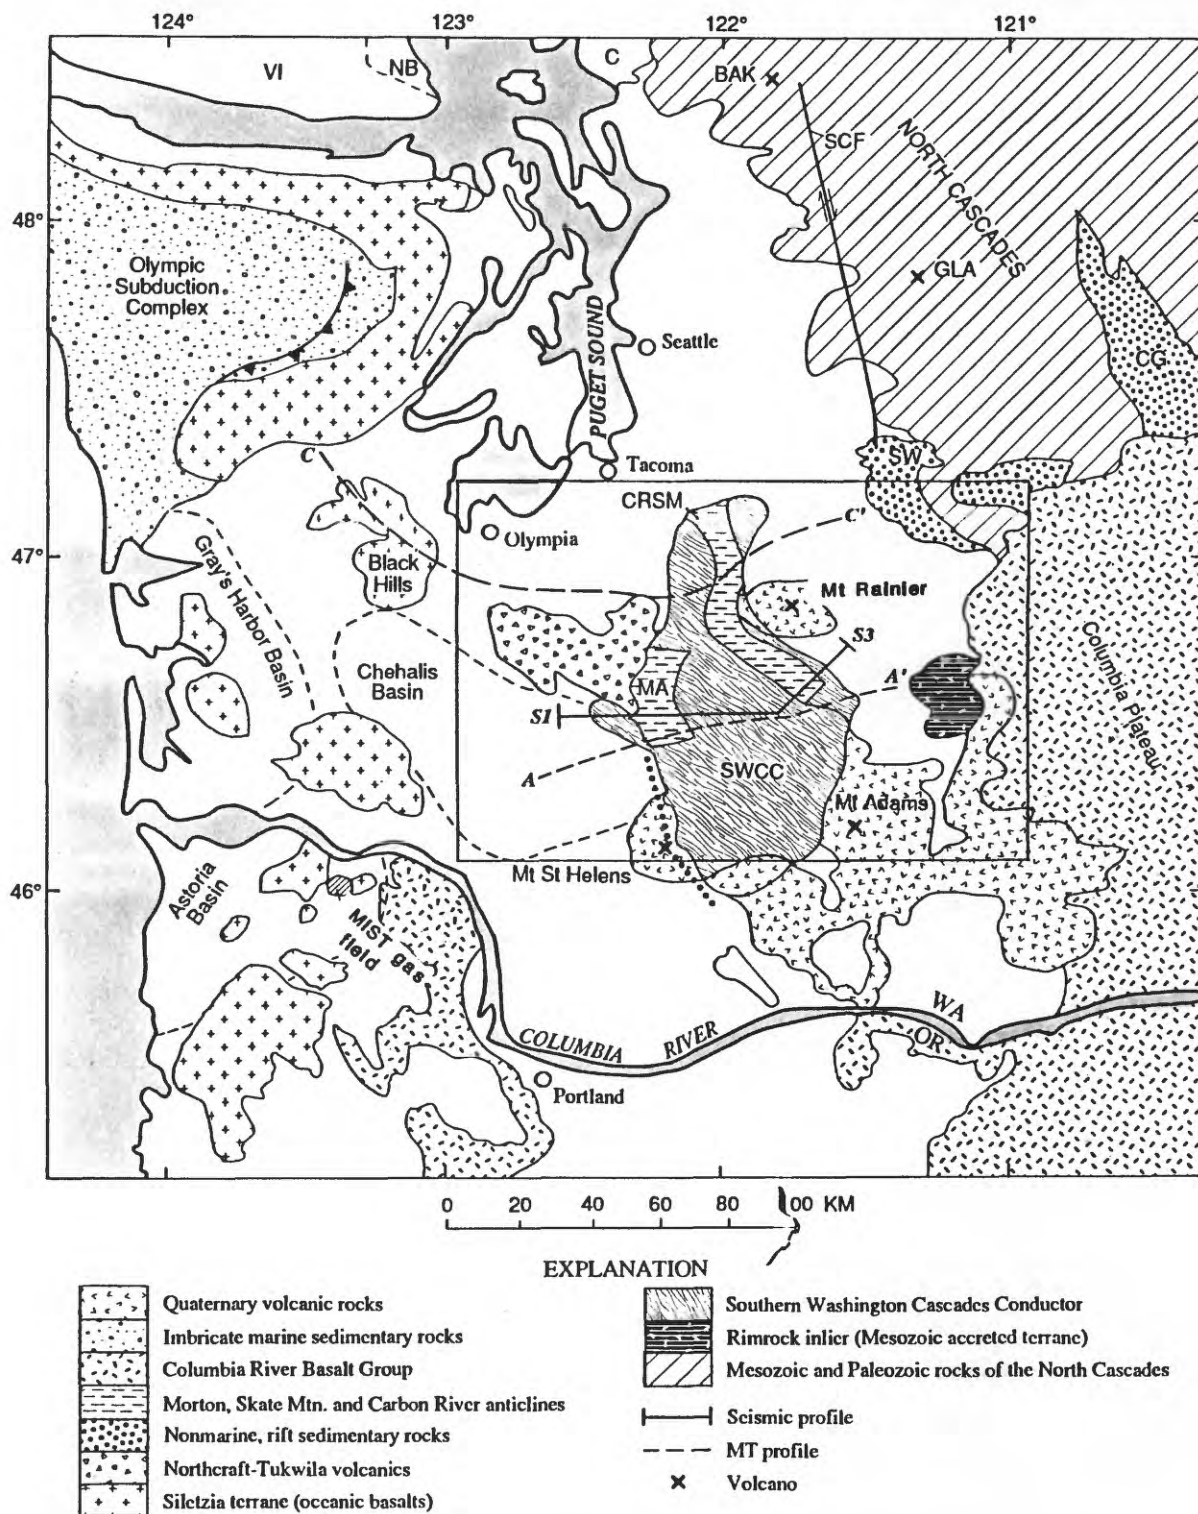 124°
123°
122°
121°
VI
NB
C
BAK
SCF
NORTH CASCADES
48°
GLA
Olympic
Subduction
Complex
PUGET SOUND
Seattle
CG
C
Tacoma
SW
CRSM
C'
Olympia
47°
Black
Hills
Mt Rainier
Gray's Harbor Basin
S3
Chehalis
Basin
MA
A'
S1
Columbia Plateau
A
SWCC
Mt Adams
Mt St Helens
46°
Astoria
Basin
MIST gas
field
COLUMBIA RIVER
WA
OR
Portland
124°
123°
122°
121°
0 20 40 60 80 00 KM
EXPLANATION
Quaternary volcanic rocks
Imbricate marine sedimentary rocks
Columbia River Basalt Group
Morton, Skate Mtn. and Carbon River anticlines
Nonmarine, rift sedimentary rocks
Northcraft-Tukwila volcanics
Siletzia terrane (oceanic basalts)
Southern Washington Cascades Conductor
Rimrock inlier (Mesozoic accreted terrane)
Mesozoic and Paleozoic rocks of the North Cascades
Seismic profile
MT profile
Volcano